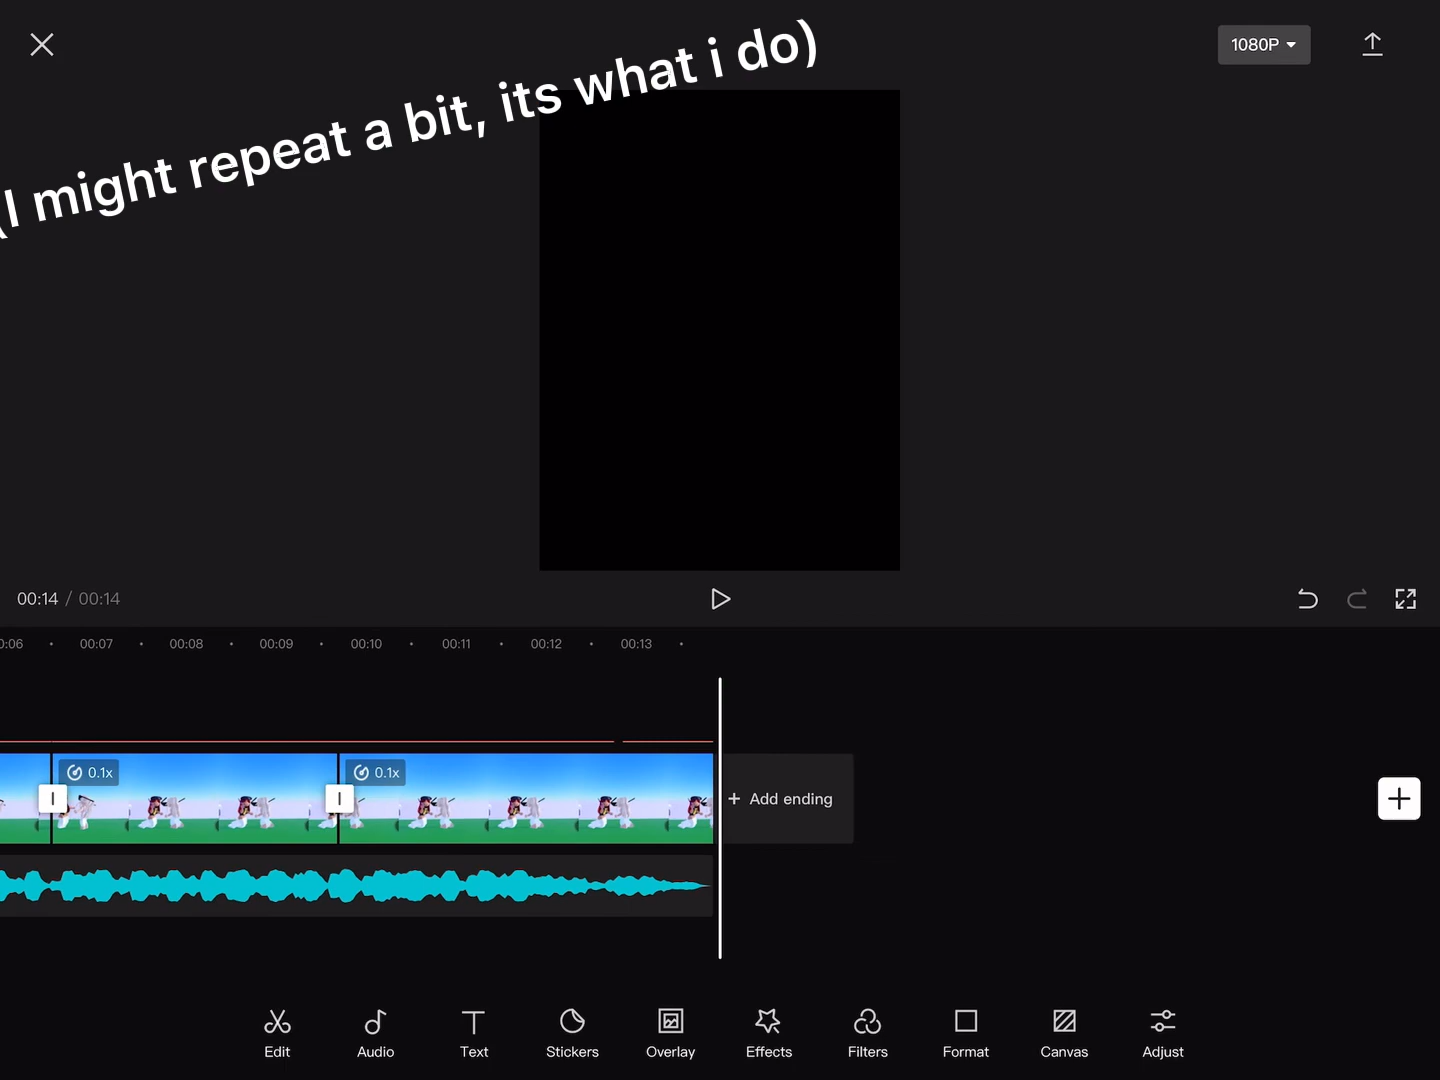 (I might repeat a bit, its what i do)
1080P
00:14 / 00:14
0:06 00:07 00:08 00:09 00:10 00:11 00:12 00:13
0.1x 0.1x
+ Add ending
Edit Audio Text Stickers Overlay Effects Filters Format Canvas Adjust